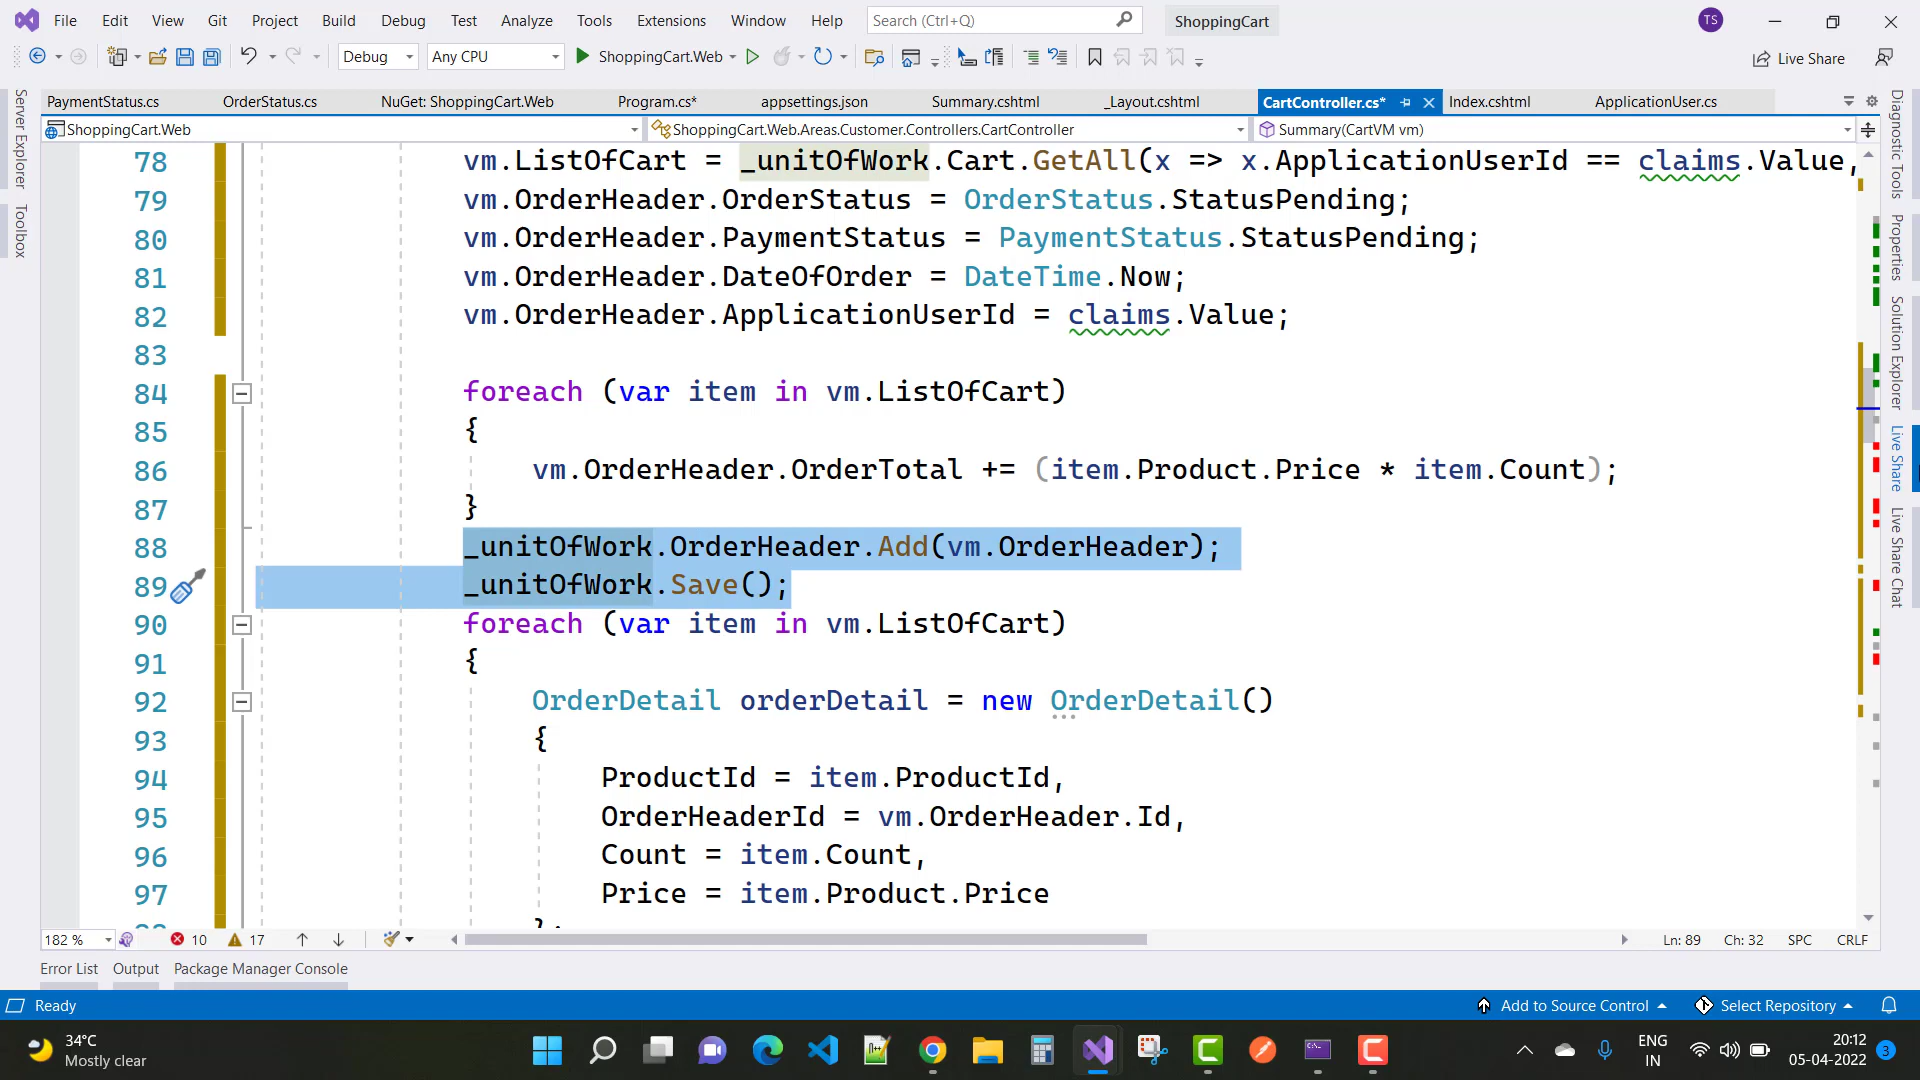 File Edit View Git Project Build Debug Test Analyze Tools Extensions Window Help Search (Ctrl+Q) ShoppingCart TS
Debug Any CPU ShoppingCart.Web Live Share
PaymentStatus.cs OrderStatus.cs NuGet: ShoppingCart.Web Program.cs* appsettings.json Summary.cshtml _Layout.cshtml CartController.cs* Index.cshtml ApplicationUser.cs
ShoppingCart.Web ShoppingCart.Web.Areas.Customer.Controllers.CartController Summary(CartVM vm)
Server Explorer
Toolbox
78 vm.ListOfCart = _unitOfWork.Cart.GetAll(x => x.ApplicationUserId == claims.Value,
79 vm.OrderHeader.OrderStatus = OrderStatus.StatusPending;
80 vm.OrderHeader.PaymentStatus = PaymentStatus.StatusPending;
81 vm.OrderHeader.DateOfOrder = DateTime.Now;
82 vm.OrderHeader.ApplicationUserId = claims.Value;
83
84 foreach (var item in vm.ListOfCart)
85 {
86 vm.OrderHeader.OrderTotal += (item.Product.Price * item.Count);
87 }
88 _unitOfWork.OrderHeader.Add(vm.OrderHeader);
89 _unitOfWork.Save();
90 foreach (var item in vm.ListOfCart)
91 {
92 OrderDetail orderDetail = new OrderDetail()
93 {
94 ProductId = item.ProductId,
95 OrderHeaderId = vm.OrderHeader.Id,
96 Count = item.Count,
97 Price = item.Product.Price
Diagnostic Tools
Properties
Solution Explorer
Live Share
Live Share Chat
182 % 10 17 Ln: 89 Ch: 32 SPC CRLF
Error List Output Package Manager Console
Ready Add to Source Control Select Repository
34°C
Mostly clear
ENG
IN
20:12
05-04-2022
3